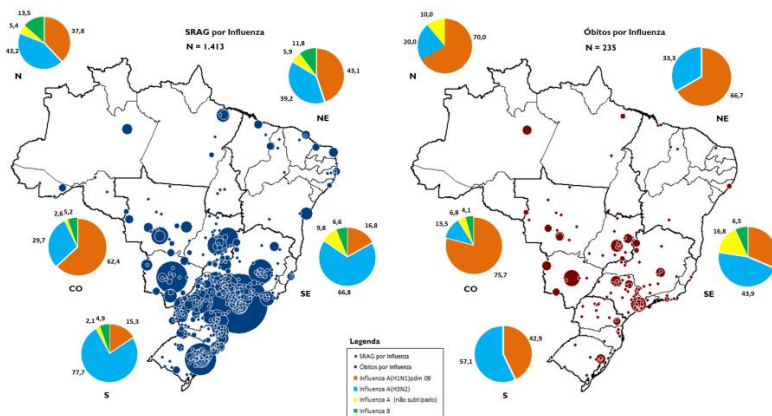 SRAG por Influenza
N = 1.413
13,5
5,4
43,2
37,8
N
11,8
5,9
39,2
43,1
NE
2,6
5,2
29,7
62,4
CO
9,8
6,6
16,8
66,8
SE
2,1
4,9
15,3
77,7
S
Óbitos por Influenza
N = 235
10,0
20,0
70,0
N
33,3
66,7
NE
6,8
4,1
13,5
75,7
CO
6,5
16,8
43,9
SE
42,9
57,1
S
Legenda
SRAG por Influenza
Óbitos por Influenza
Influenza A(H1N1)pdm 09
Influenza A(H3N2)
Influenza A (não subtipado)
Influenza B